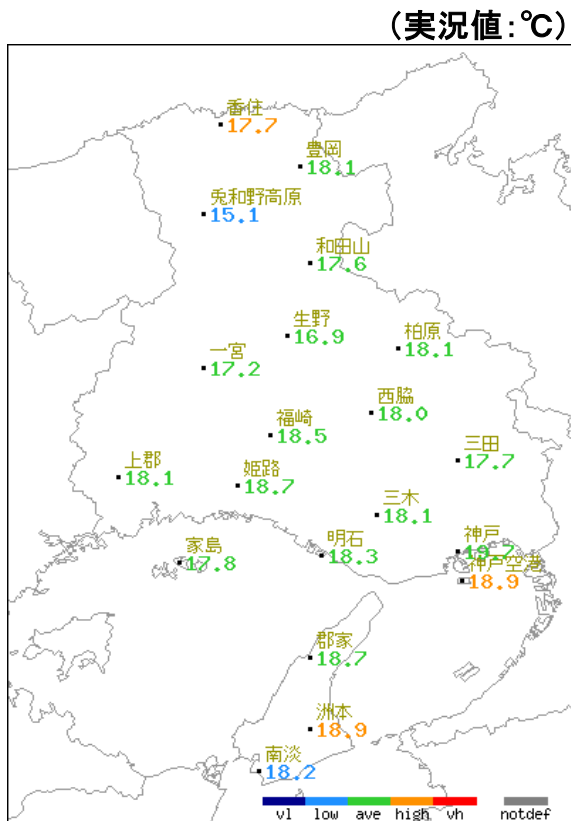 (実況値:℃)
香住
17.7
豊岡
18.1
兎和野高原
15.1
和田山
17.6
生野
16.9
柏原
18.1
一宮
17.2
西脇
18.0
福崎
18.5
三田
17.7
上郡
18.1
姫路
18.7
三木
18.1
神戸
19.7
明石
18.3
家島
17.8
神戸空港
18.9
郡家
18.7
洲本
18.9
南淡
18.2
vl low ave high vh notdef